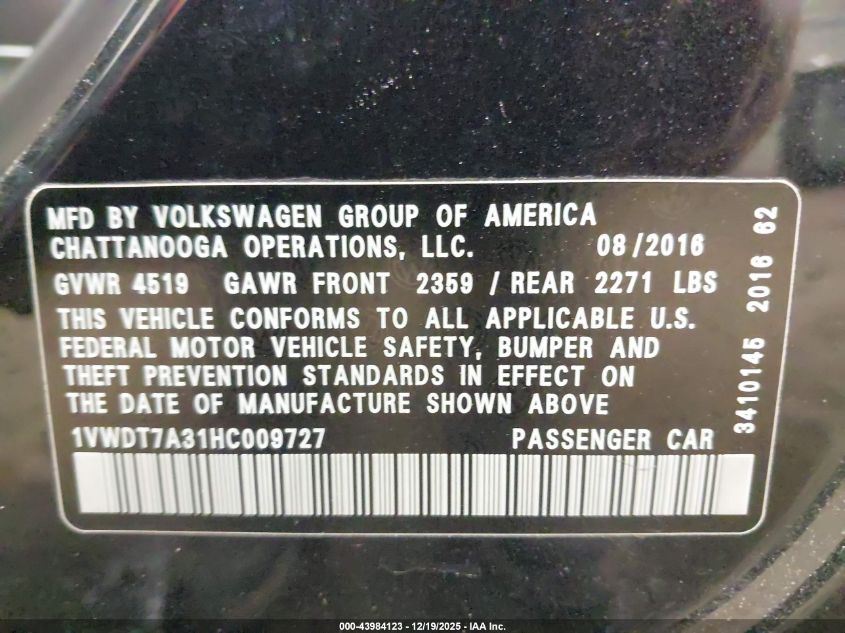 MFD BY VOLKSWAGEN GROUP OF AMERICA
CHATTANOOGA OPERATIONS, LLC. 08/2016
GVWR 4519 GAWR FRONT 2359 / REAR 2271 LBS
THIS VEHICLE CONFORMS TO ALL APPLICABLE U.S.
FEDERAL MOTOR VEHICLE SAFETY, BUMPER AND
THEFT PREVENTION STANDARDS IN EFFECT ON
THE DATE OF MANUFACTURE SHOWN ABOVE
1VWDT7A31HC009727 PASSENGER CAR
3410145 2016 62
000-43984123 - 12/19/2025 - IAA Inc.